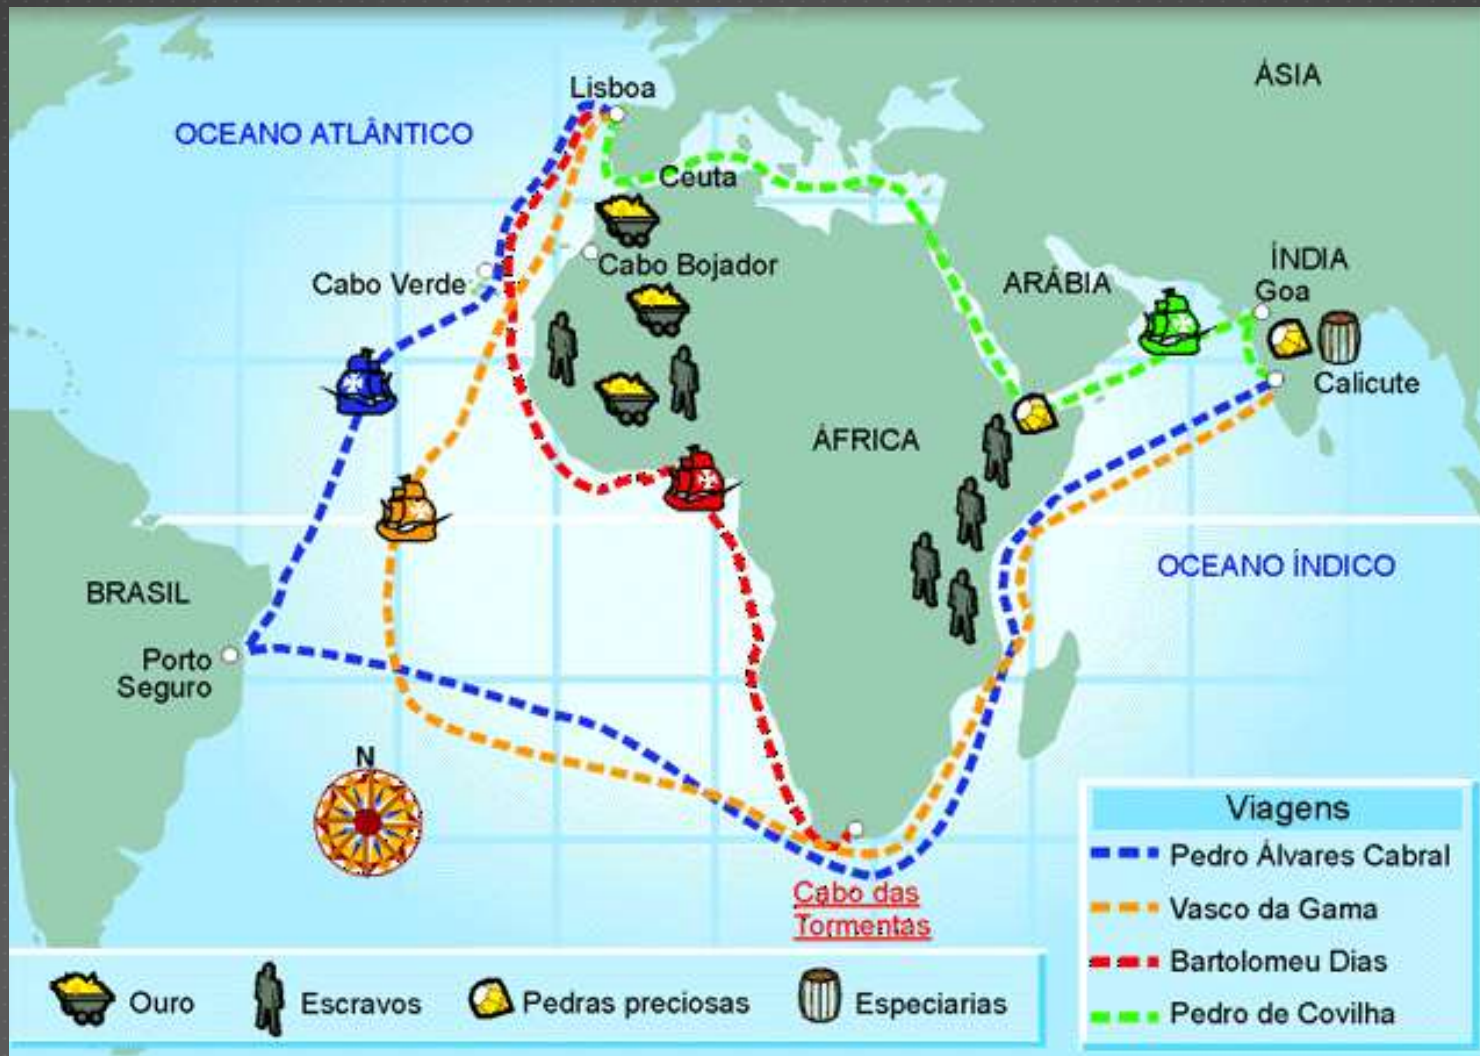 ÁSIA
Lisboa
OCEANO ATLÂNTICO
Ceuta
Cabo Bojador
ÍNDIA
Cabo Verde
ARÁBIA
Goa
Calicute
ÁFRICA
OCEANO ÍNDICO
BRASIL
Porto
Seguro
N
Cabo das
Tormentas
Viagens
Pedro Álvares Cabral
Vasco da Gama
Bartolomeu Dias
Pedro de Covilha
Ouro
Escravos
Pedras preciosas
Especiarias